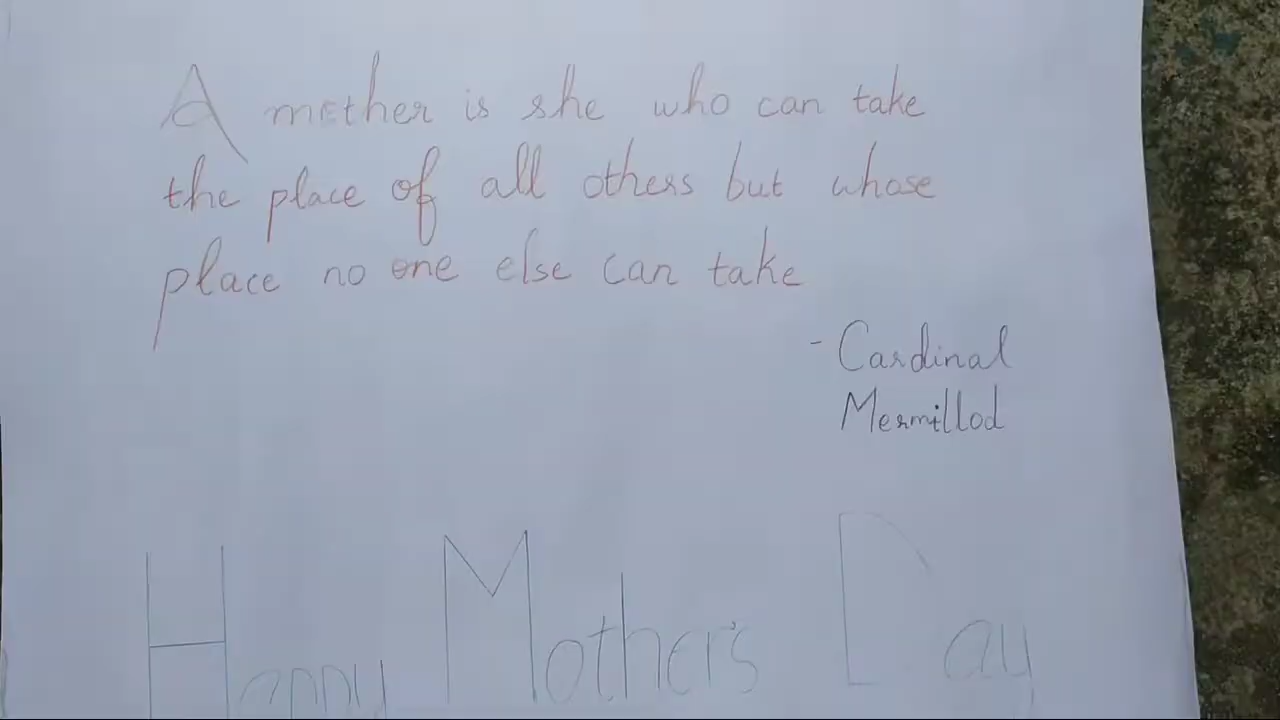 A mother is she who can take
the place of all others but whose
place no one else can take
- Cardinal
Mermillod
Happy Mother's Day